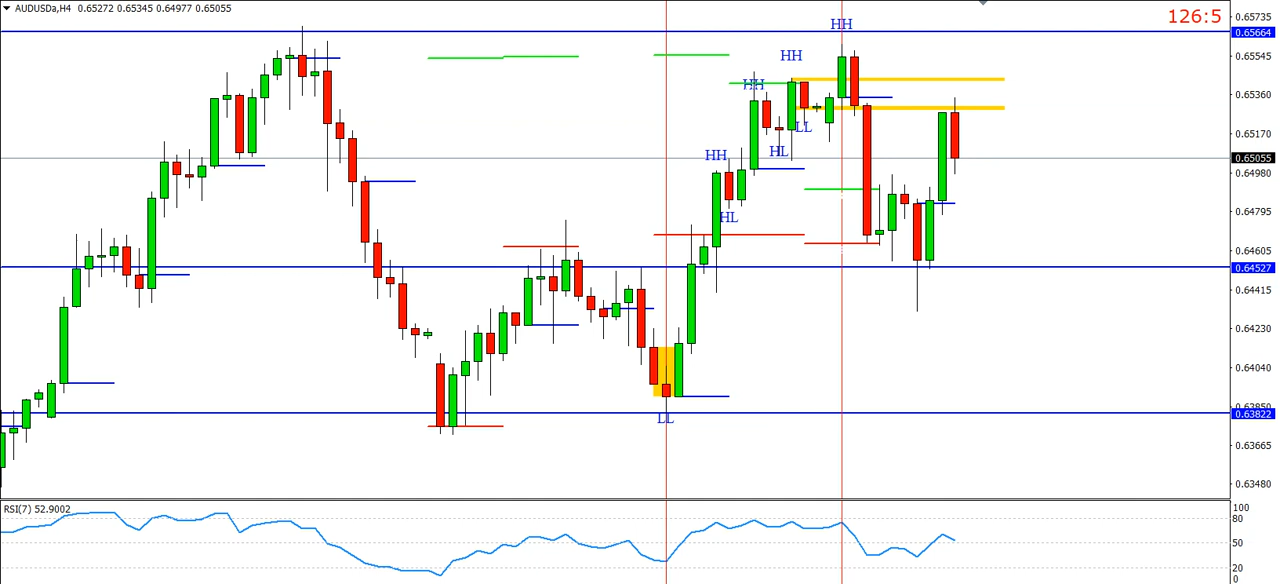 AUDUSDa,H4 0.65272 0.65345 0.64977 0.65055
126:5
0.65735
0.65664
0.65545
0.65360
0.65170
0.65055
0.64980
0.64795
0.64605
0.64527
0.64415
0.64230
0.64040
0.63850
0.63822
0.63665
0.63480
HH
HH
HH
LL
HL
HH
HL
LL
RSI(7) 52.9002
100
80
50
20
0